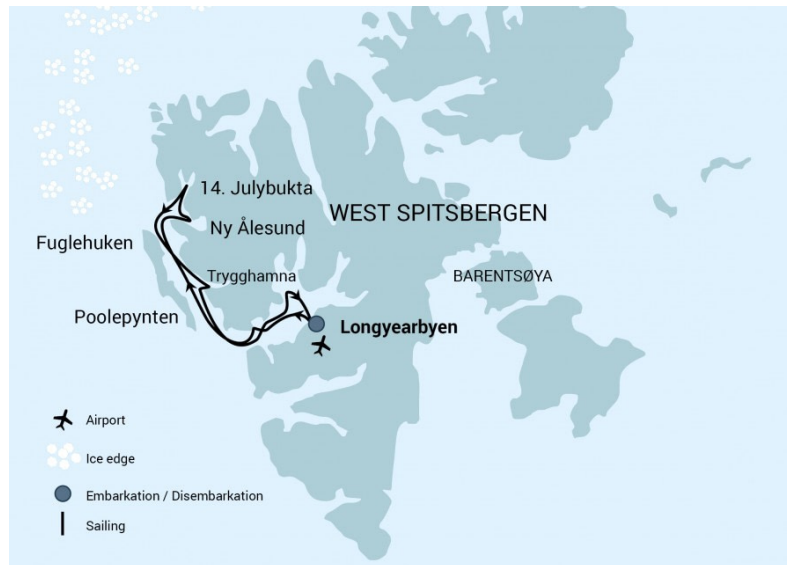 14. Julybukta
WEST SPITSBERGEN
Ny Ålesund
Fuglehuken
Trygghamna
BARENTSØYA
Poolepynten
Longyearbyen
Airport
Ice edge
Embarkation / Disembarkation
Sailing